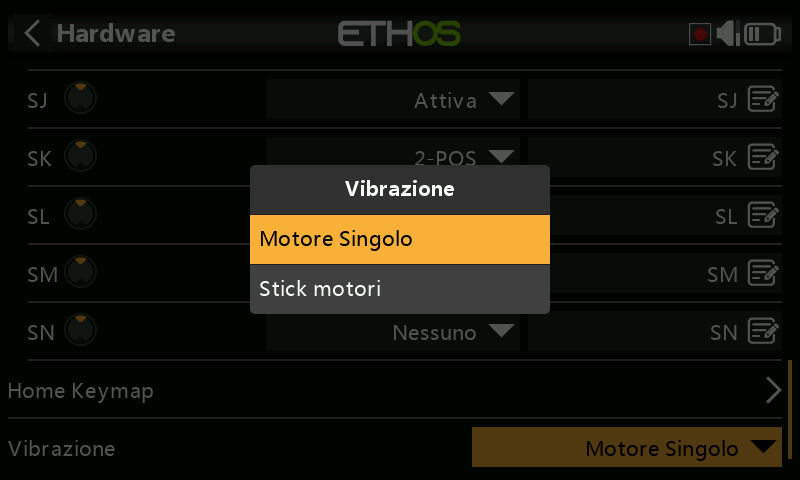 Hardware
ETHOS
SJ Attiva SJ
SK 2-POS SK
Vibrazione
SL SL
Motore Singolo
SM SM
Stick motori
SN Nessuno SN
Home Keymap
Vibrazione Motore Singolo